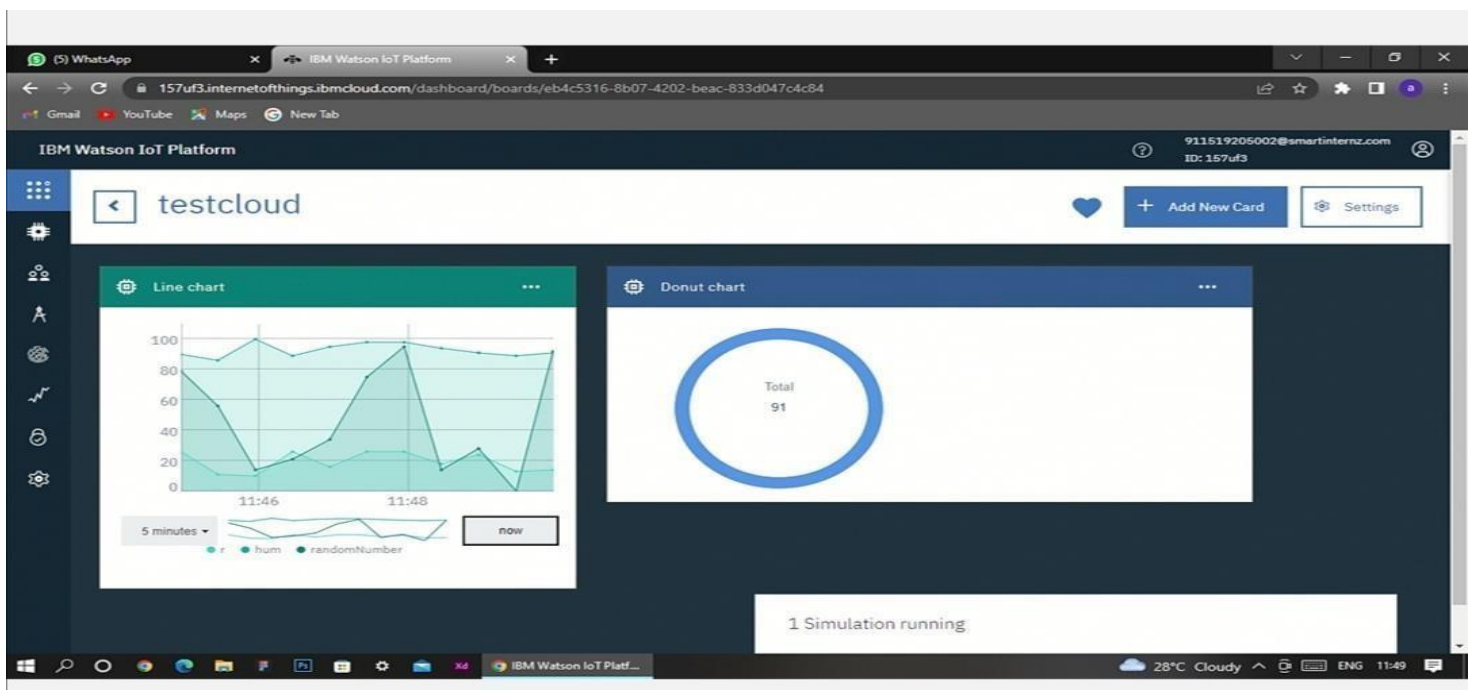 (5) WhatsApp
IBM Watson IoT Platform
157uf3.internetofthings.ibmcloud.com/dashboard/boards/eb4c5316-8b07-4202-beac-833d047c4c84
Gmail YouTube Maps New Tab
IBM Watson IoT Platform
911519205002@smartinternz.com
ID: 157uf3
testcloud
Add New Card
Settings
Line chart
100
80
60
40
20
0
11:46 11:48
5 minutes
now
r hum randomNumber
Donut chart
Total
91
1 Simulation running
IBM Watson IoT Platf...
28°C Cloudy ENG 11:49